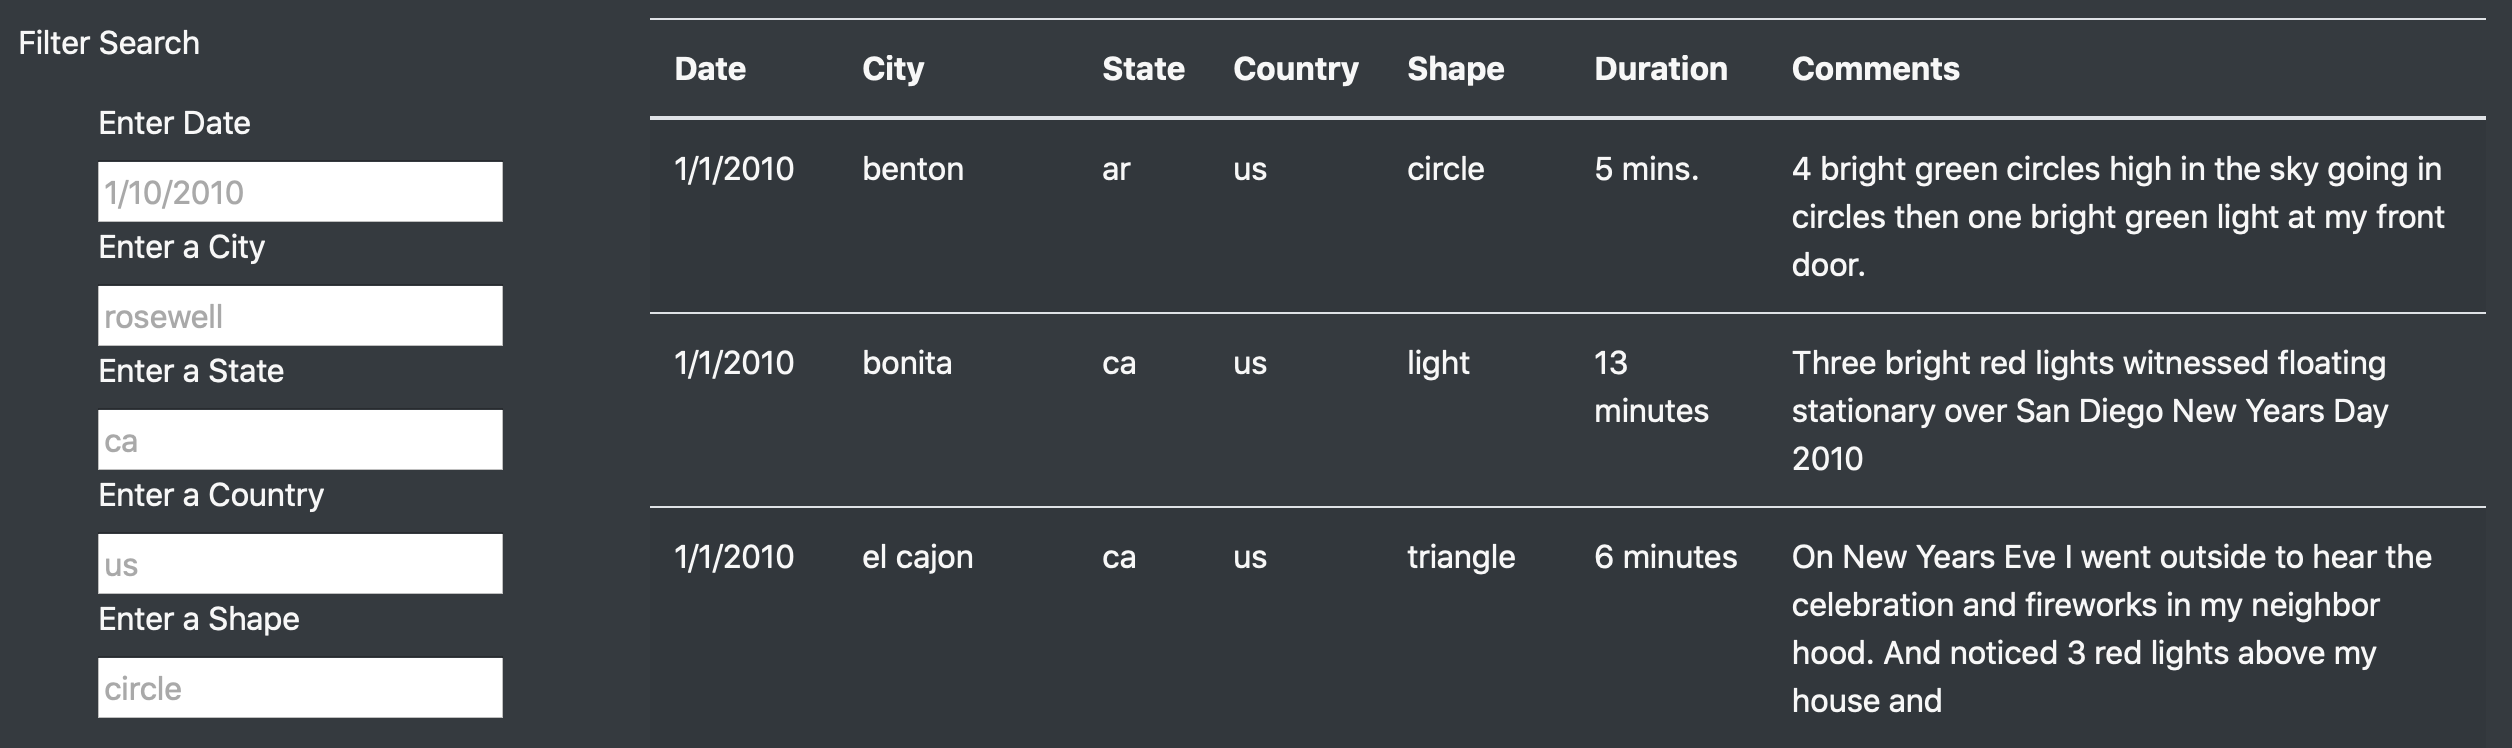 Filter Search
Enter Date
1/10/2010
Enter a City
rosewell
Enter a State
ca
Enter a Country
us
Enter a Shape
circle
Date City State Country Shape Duration Comments
1/1/2010 benton ar us circle 5 mins. 4 bright green circles high in the sky going in
circles then one bright green light at my front
door.
1/1/2010 bonita ca us light 13 Three bright red lights witnessed floating
minutes stationary over San Diego New Years Day
2010
1/1/2010 el cajon ca us triangle 6 minutes On New Years Eve I went outside to hear the
celebration and fireworks in my neighbor
hood. And noticed 3 red lights above my
house and